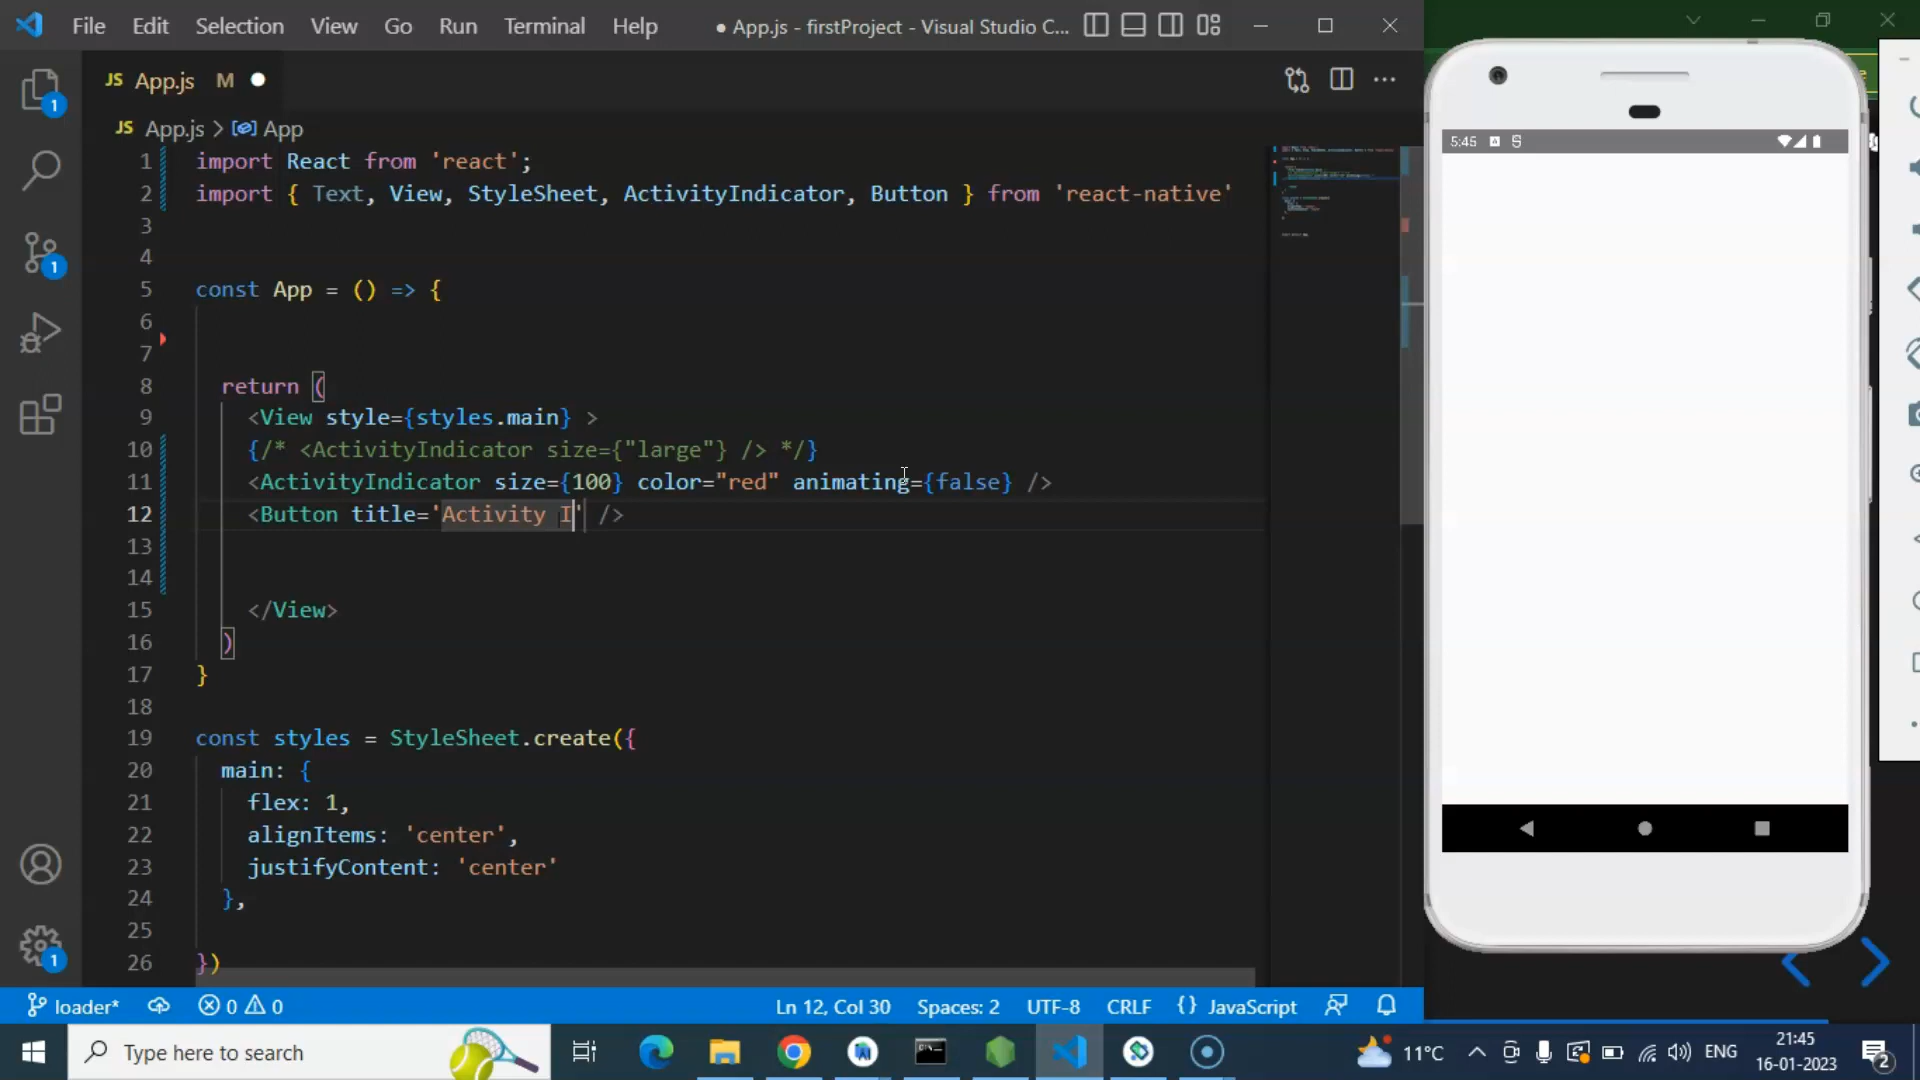 File Edit Selection View Go Run Terminal Help ● App.js - firstProject - Visual Studio C...
JS App.js M
JS App.js > App
1 import React from 'react';
2 import { Text, View, StyleSheet, ActivityIndicator, Button } from 'react-native'
3
4
5 const App = () => {
6
7
8 return (
9 <View style={styles.main} >
10 {/* <ActivityIndicator size={"large"} /> */}
11 <ActivityIndicator size={100} color="red" animating={false} />
12 <Button title='Activity I' />
13
14
15 </View>
16 )
17 }
18
19 const styles = StyleSheet.create({
20 main: {
21 flex: 1,
22 alignItems: 'center',
23 justifyContent: 'center'
24 },
25
26 })
1
1
1
5:45
loader* 0 0 Ln 12, Col 30 Spaces: 2 UTF-8 CRLF {} JavaScript
Type here to search
11°C ENG
21:45
16-01-2023
2